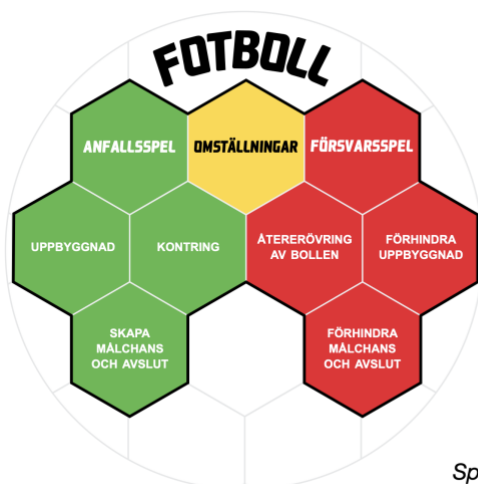 FOTBOLL
ANFALLSSPEL
OMSTÄLLNINGAR
FÖRSVARSSPEL
UPPBYGGNAD
KONTRING
ÅTERERÖVRING
AV BOLLEN
FÖRHINDRA
UPPBYGGNAD
SKAPA
MÅLCHANS
OCH AVSLUT
FÖRHINDRA
MÅLCHANS
OCH AVSLUT
Sp